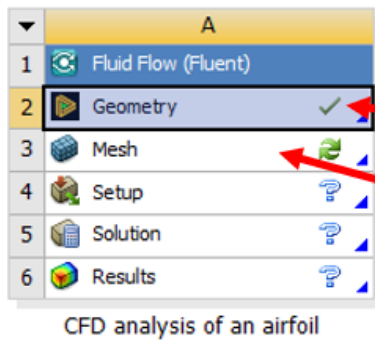 A
1 Fluid Flow (Fluent)
2 Geometry
3 Mesh
4 Setup
5 Solution
6 Results
CFD analysis of an airfoil